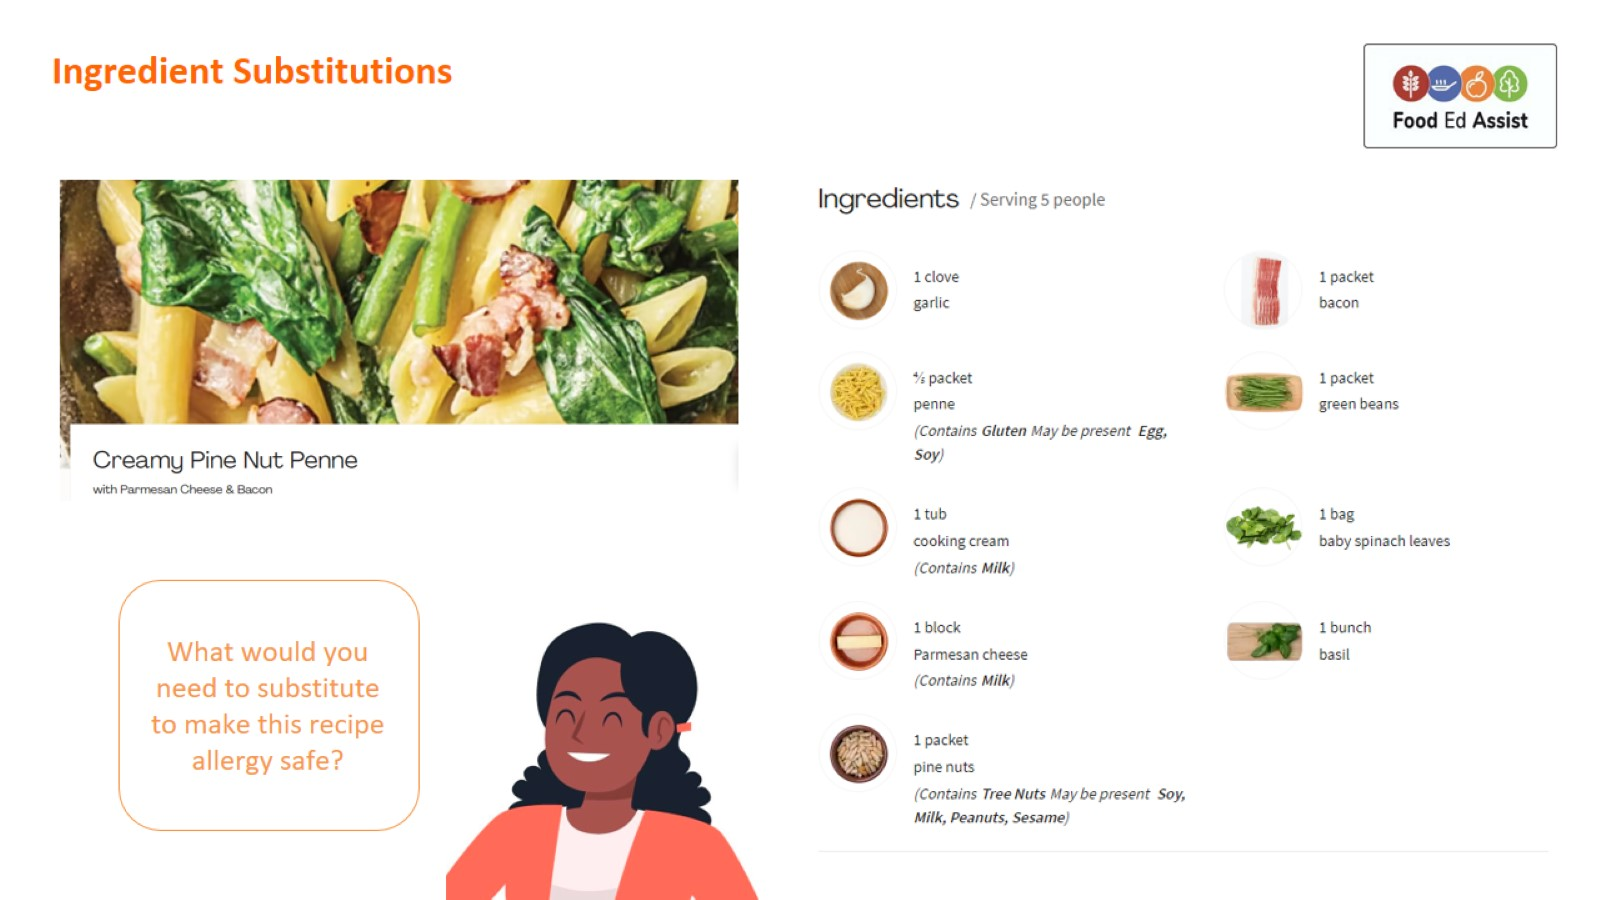 Ingredient Substitutions
Food Ed Assist
Creamy Pine Nut Penne
with Parmesan Cheese & Bacon
What would you
need to substitute
to make this recipe
allergy safe?
Ingredients / Serving 5 people
1 clove
garlic
1 packet
bacon
⅘ packet
penne
(Contains Gluten May be present Egg,
Soy)
1 packet
green beans
1 tub
cooking cream
(Contains Milk)
1 bag
baby spinach leaves
1 block
Parmesan cheese
(Contains Milk)
1 bunch
basil
1 packet
pine nuts
(Contains Tree Nuts May be present Soy,
Milk, Peanuts, Sesame)